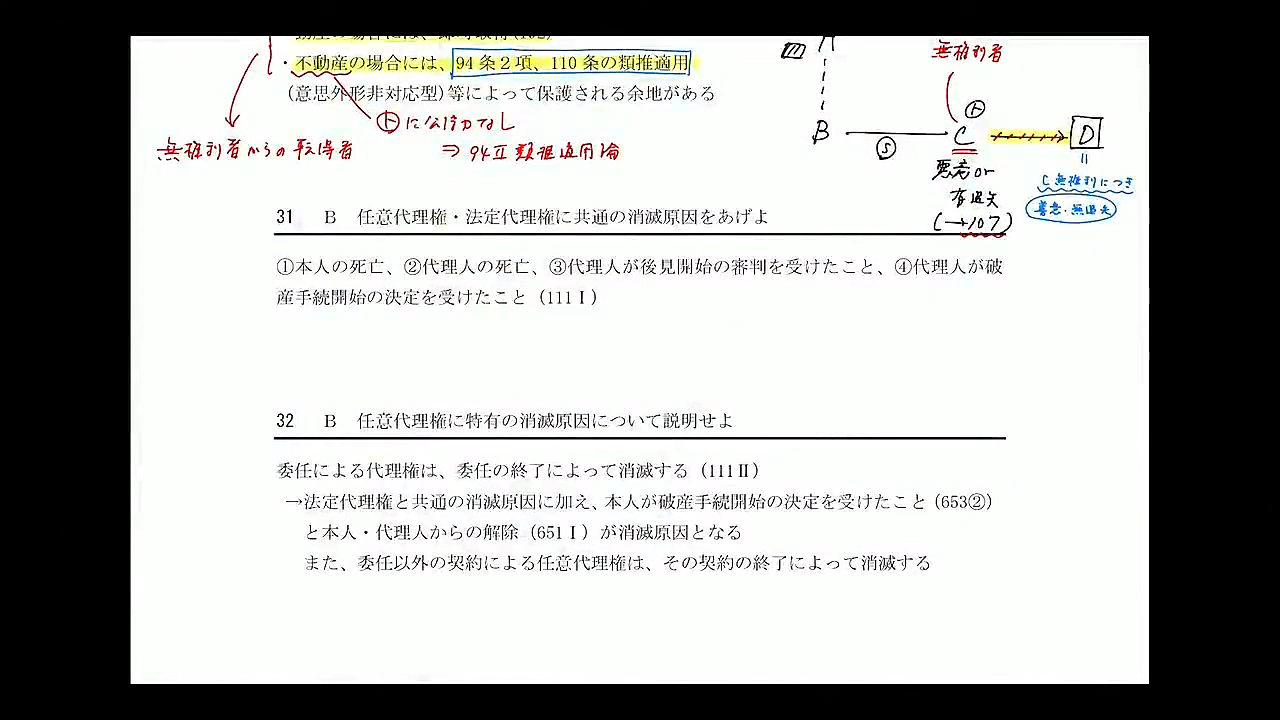 ・不動産の場合には、94条2項、110条の類推適用
(意思外形非対応型)等によって保護される余地がある
㋣に公信力なし
⇒ 94Ⅱ類推適用論
無権利者からの取得者
無権利者
B
Ⓢ
C
㋣
D
悪意or
有過失
(→107)
C無権利につき
善意・無過失
31 B 任意代理権・法定代理権に共通の消滅原因をあげよ
①本人の死亡、②代理人の死亡、③代理人が後見開始の審判を受けたこと、④代理人が破
産手続開始の決定を受けたこと（111Ⅰ）
32 B 任意代理権に特有の消滅原因について説明せよ
委任による代理権は、委任の終了によって消滅する（111Ⅱ）
→法定代理権と共通の消滅原因に加え、本人が破産手続開始の決定を受けたこと（653②）
と本人・代理人からの解除（651Ⅰ）が消滅原因となる
また、委任以外の契約による任意代理権は、その契約の終了によって消滅する